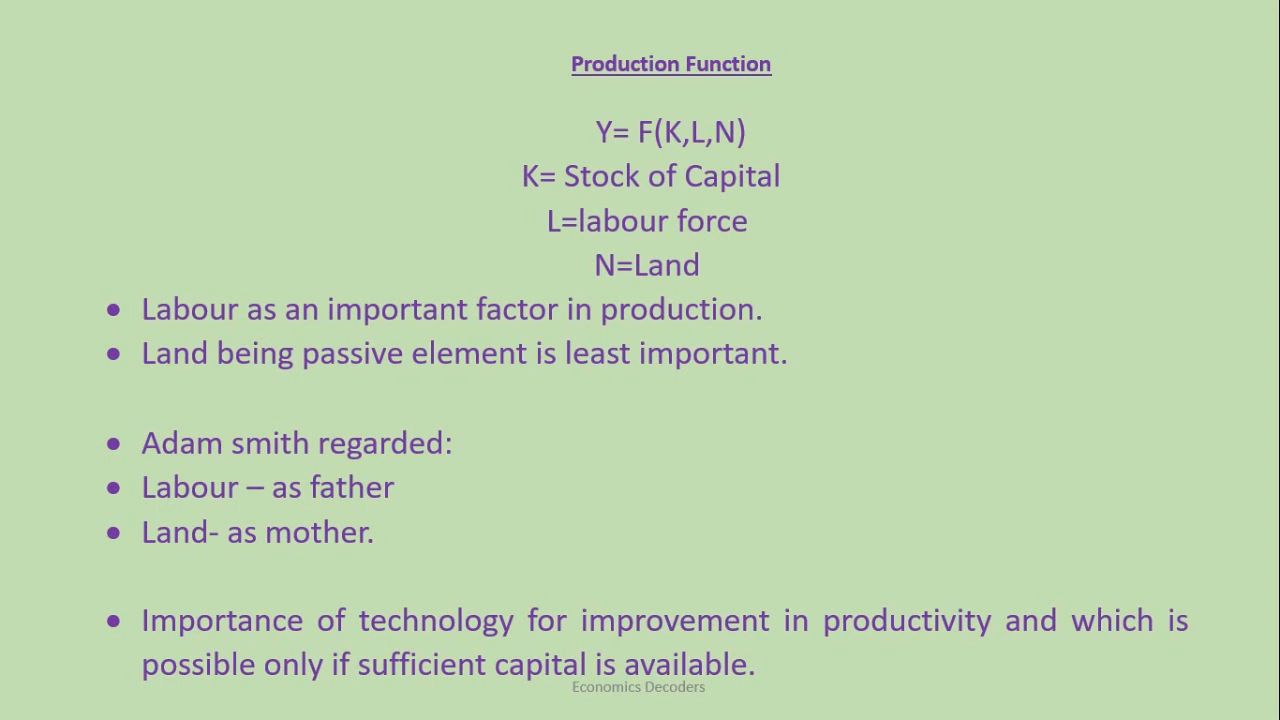 Production Function
Y= F(K,L,N)
K= Stock of Capital
L=labour force
N=Land
• Labour as an important factor in production.
• Land being passive element is least important.
• Adam smith regarded:
• Labour – as father
• Land- as mother.
• Importance of technology for improvement in productivity and which is
possible only if sufficient capital is available.
Economics Decoders